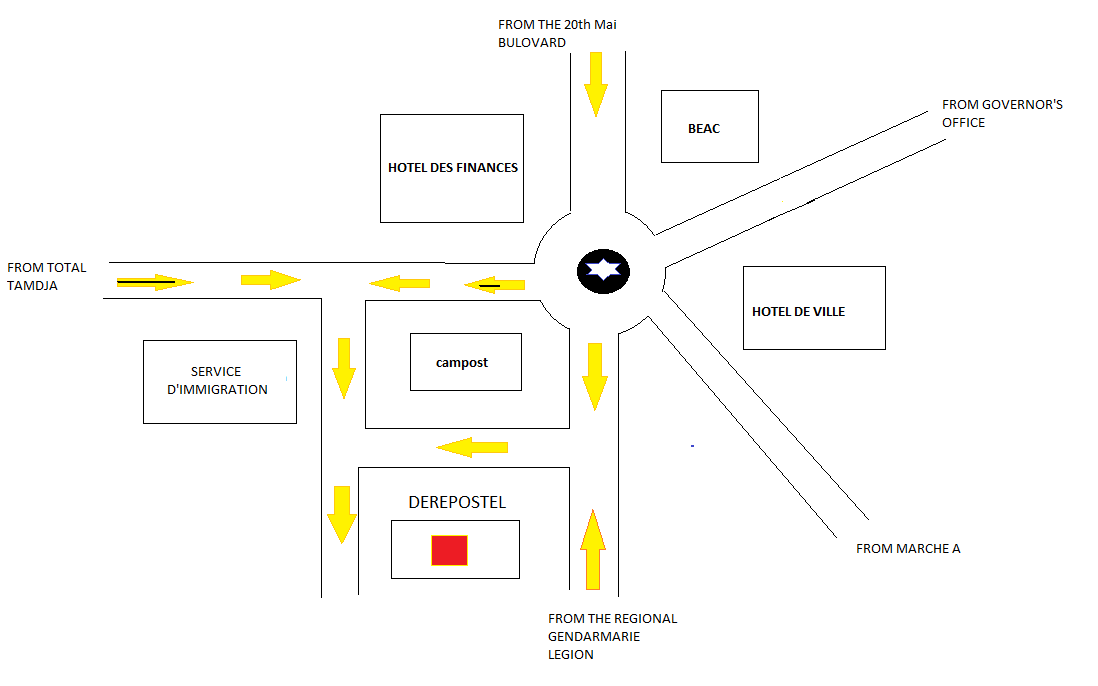 FROM THE 20th Mai
BULOVARD
BEAC
FROM GOVERNOR'S
OFFICE
HOTEL DES FINANCES
FROM TOTAL
TAMDJA
HOTEL DE VILLE
SERVICE
D'IMMIGRATION
campost
DEREPOSTEL
FROM MARCHE A
FROM THE REGIONAL
GENDARMARIE
LEGION